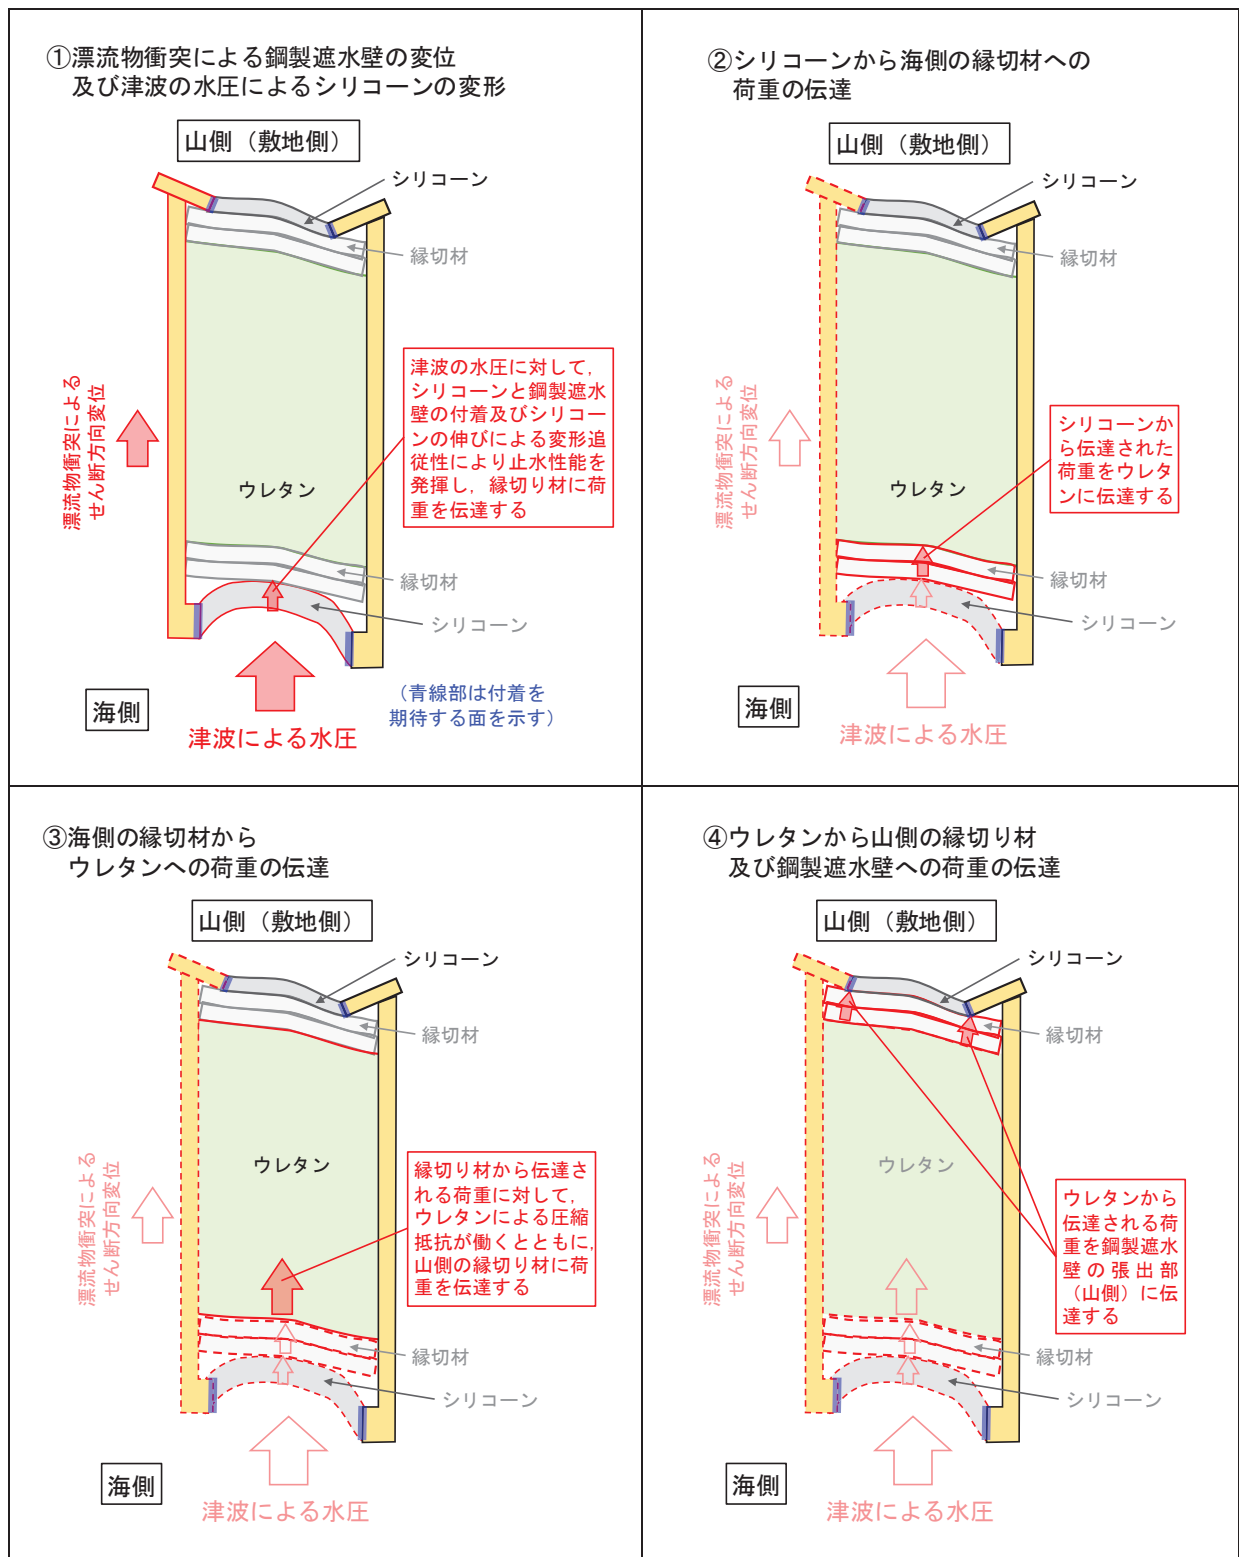 ①漂流物衝突による鋼製遮水壁の変位
及び津波の水圧によるシリコーンの変形
山側（敷地側）
シリコーン
縁切材
漂流物衝突による
せん断方向変位
津波の水圧に対して，
シリコーンと鋼製遮水
壁の付着及びシリコー
ンの伸びによる変形追
従性により止水性能を
発揮し，縁切り材に荷
重を伝達する
ウレタン
縁切材
シリコーン
海側
（青線部は付着を
期待する面を示す）
津波による水圧
②シリコーンから海側の縁切材への
荷重の伝達
山側（敷地側）
シリコーン
縁切材
漂流物衝突による
せん断方向変位
シリコーンか
ら伝達された
荷重をウレタ
ンに伝達する
ウレタン
縁切材
シリコーン
海側
津波による水圧
③海側の縁切材から
ウレタンへの荷重の伝達
山側（敷地側）
シリコーン
縁切材
漂流物衝突による
せん断方向変位
ウレタン
縁切り材から伝達さ
れる荷重に対して，
ウレタンによる圧縮
抵抗が働くとともに，
山側の縁切り材に荷
重を伝達する
縁切材
シリコーン
海側
津波による水圧
④ウレタンから山側の縁切り材
及び鋼製遮水壁への荷重の伝達
山側（敷地側）
シリコーン
縁切材
漂流物衝突による
せん断方向変位
ウレタン
ウレタンから
伝達される荷
重を鋼製遮水
壁の張出部
（山側）に伝
達する
縁切材
シリコーン
海側
津波による水圧